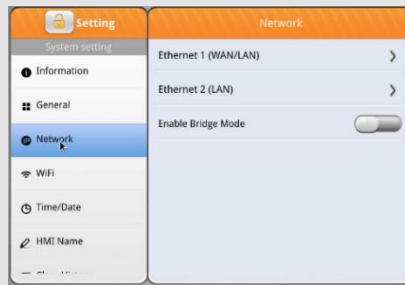 Setting
System setting
Information
General
Network
WiFi
Time/Date
HMI Name
Network
Ethernet 1 (WAN/LAN)
Ethernet 2 (LAN)
Enable Bridge Mode